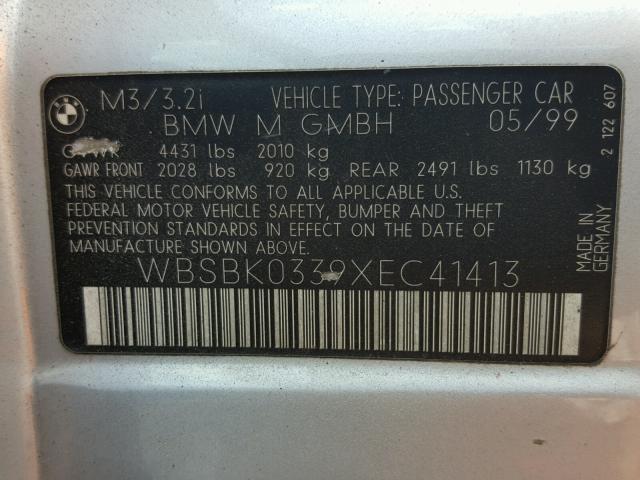 BMW
M3/3.2i VEHICLE TYPE: PASSENGER CAR
BMW M GMBH 05/99
4431 lbs 2010 kg
GAWR FRONT 2028 lbs 920 kg REAR 2491 lbs 1130 kg
THIS VEHICLE CONFORMS TO ALL APPLICABLE U.S.
FEDERAL MOTOR VEHICLE SAFETY, BUMPER AND THEFT
PREVENTION STANDARDS IN EFFECT ON THE DATE
OF MANUFACTURE SHOWN ABOVE.
WBSBK0339XEC41413
2 122 607
MADE IN
GERMANY